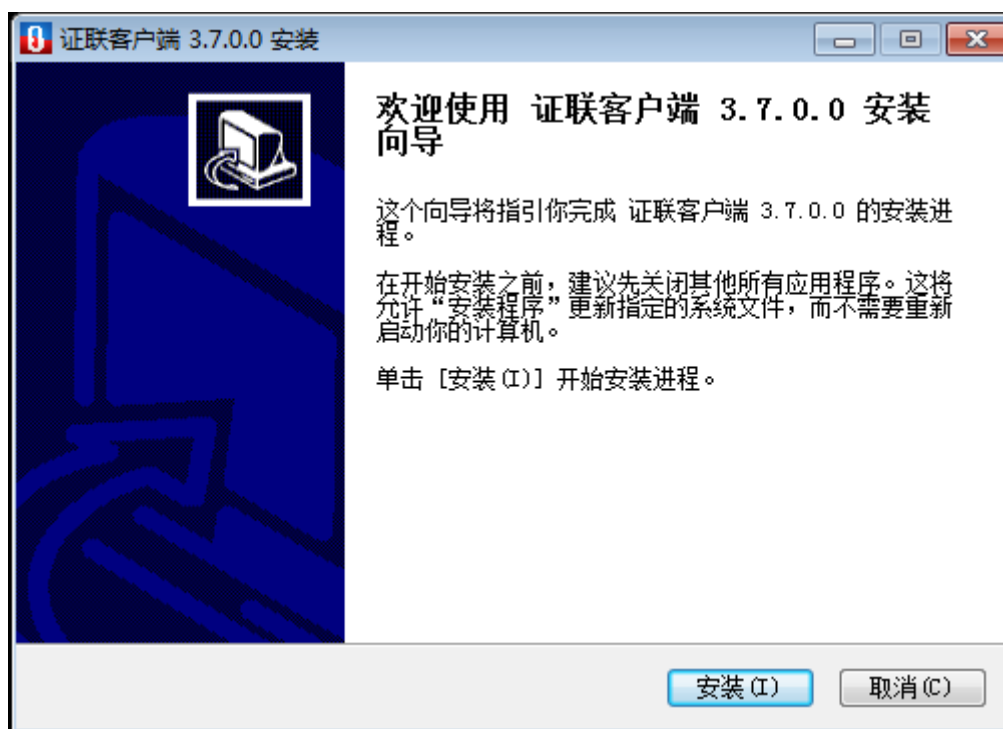 证联客户端 3.7.0.0 安装
欢迎使用 证联客户端 3.7.0.0 安装
向导
这个向导将指引你完成 证联客户端 3.7.0.0 的安装进
程。
在开始安装之前，建议先关闭其他所有应用程序。这将
允许“安装程序”更新指定的系统文件，而不需要重新
启动你的计算机。
单击 [安装(I)] 开始安装进程。
安装(I)
取消(C)